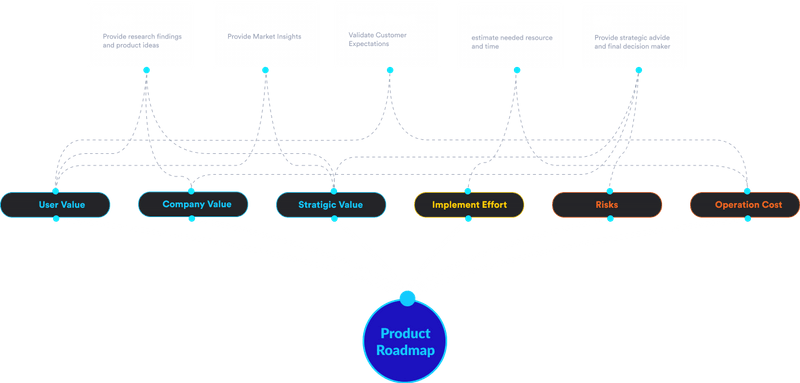 Provide research findings
and product ideas
Provide Market Insights
Validate Customer
Expectations
estimate needed resource
and time
Provide strategic advide
and final decision maker
User Value
Company Value
Stratigic Value
Implement Effort
Risks
Operation Cost
Product
Roadmap